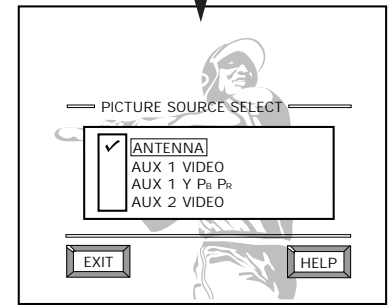 PICTURE SOURCE SELECT
✓ ANTENNA
AUX 1 VIDEO
AUX 1 Y PB PR
AUX 2 VIDEO
EXIT
HELP